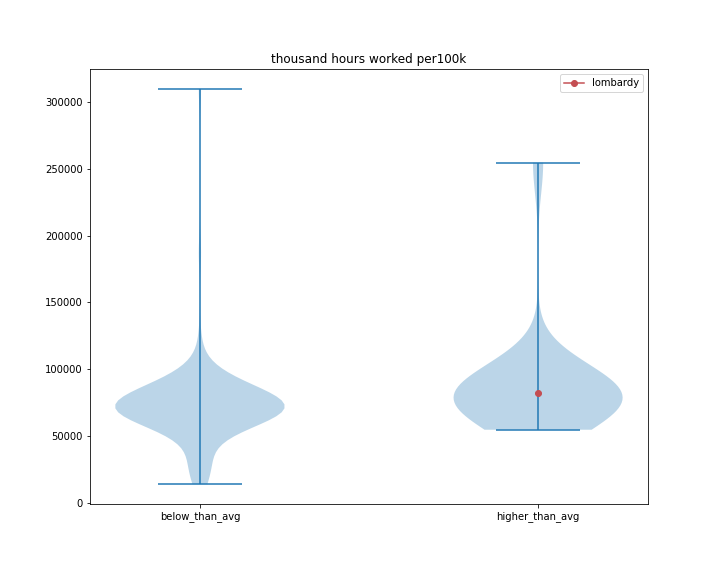 thousand hours worked per100k
lombardy
300000
250000
200000
150000
100000
50000
0
below_than_avg
higher_than_avg